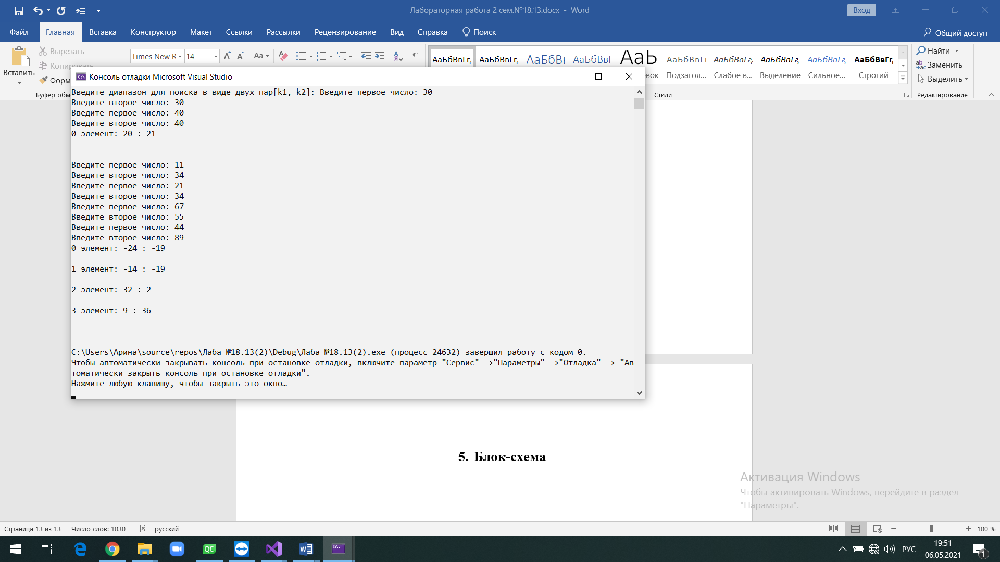 Лабораторная работа 2 сем.№18.13.docx - Word
Вход
Файл Главная Вставка Конструктор Макет Ссылки Рассылки Рецензирование Вид Справка Поиск Общий доступ
Вставить
Вырезать
Копировать
Times New R 14
Aa
АаБбВвГг, АаБбВвГг, АаБбВ АаБбВвГ АаЬ АаБбВвГ АаБбВвГг, АаБбВвГг, АаБбВвГг, АаБбВвГг,
Подзагол... Слабое в... Выделение Сильное... Строгий
Найти
Заменить
Выделить
Стили
Редактирование
Консоль отладки Microsoft Visual Studio
Введите диапазон для поиска в виде двух пар[k1, k2]: Введите первое число: 30
Введите второе число: 30
Введите первое число: 40
Введите второе число: 40
0 элемент: 20 : 21
Введите первое число: 11
Введите второе число: 34
Введите первое число: 21
Введите второе число: 34
Введите первое число: 67
Введите второе число: 55
Введите первое число: 44
Введите второе число: 89
0 элемент: -24 : -19
1 элемент: -14 : -19
2 элемент: 32 : 2
3 элемент: 9 : 36
C:\Users\Арина\source\repos\Лаба №18.13(2)\Debug\Лаба №18.13(2).exe (процесс 24632) завершил работу с кодом 0.
Чтобы автоматически закрывать консоль при остановке отладки, включите параметр "Сервис" ->"Параметры" ->"Отладка" -> "Ав
томатически закрыть консоль при остановке отладки".
Нажмите любую клавишу, чтобы закрыть это окно…
5. Блок-схема
Активация Windows
Чтобы активировать Windows, перейдите в раздел
"Параметры".
Страница 13 из 13 Число слов: 1030 русский 100 %
РУС
19:51
06.05.2021
1